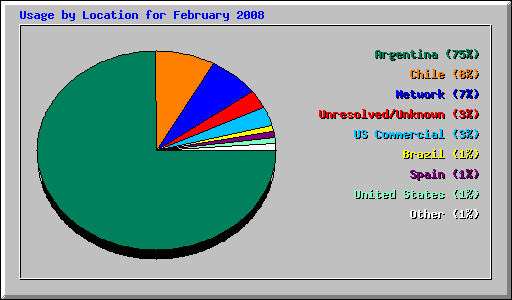 Usage by Location for February 2008
Argentina (75%)
Chile (8%)
Network (7%)
Unresolved/Unknown (3%)
US Commercial (3%)
Brazil (1%)
Spain (1%)
United States (1%)
Other (1%)